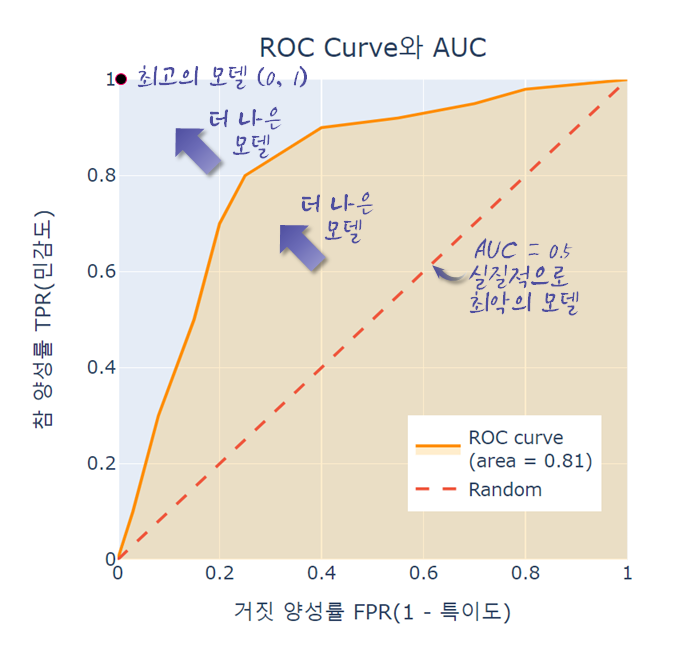 ROC Curve와 AUC
최고의 모델 (0, 1)
더 나은
모델
더 나은
모델
AUC = 0.5
실질적으로
최악의 모델
참 양성률 TPR(민감도)
1
0.8
0.6
0.4
0.2
0
ROC curve
(area = 0.81)
Random
0
0.2
0.4
0.6
0.8
1
거짓 양성률 FPR(1 - 특이도)